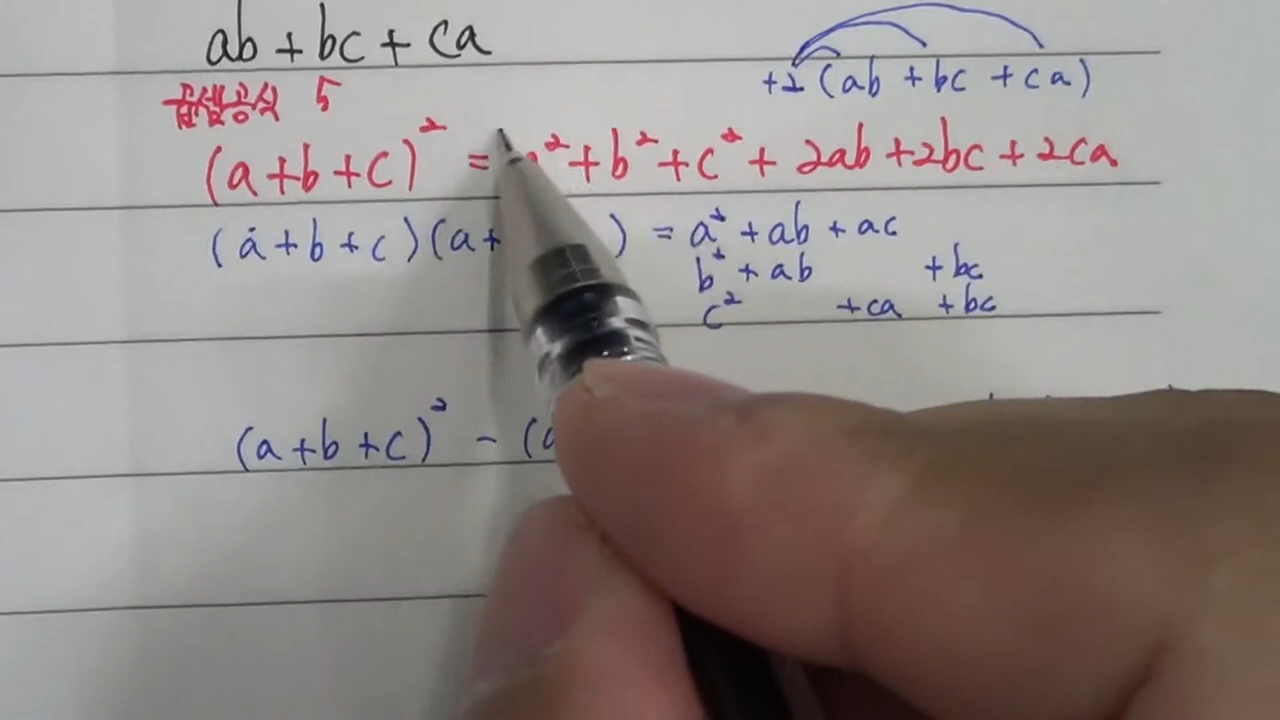 ab + bc + ca
+2 (ab + bc + ca)
곱셈공식 5
(a+b+c)² = a²+b²+c²+ 2ab+2bc+2ca
(a+b+c)(a+ ) = a² + ab + ac
b² + ab + bc
c² + ca + bc
(a+b+c)² - (a